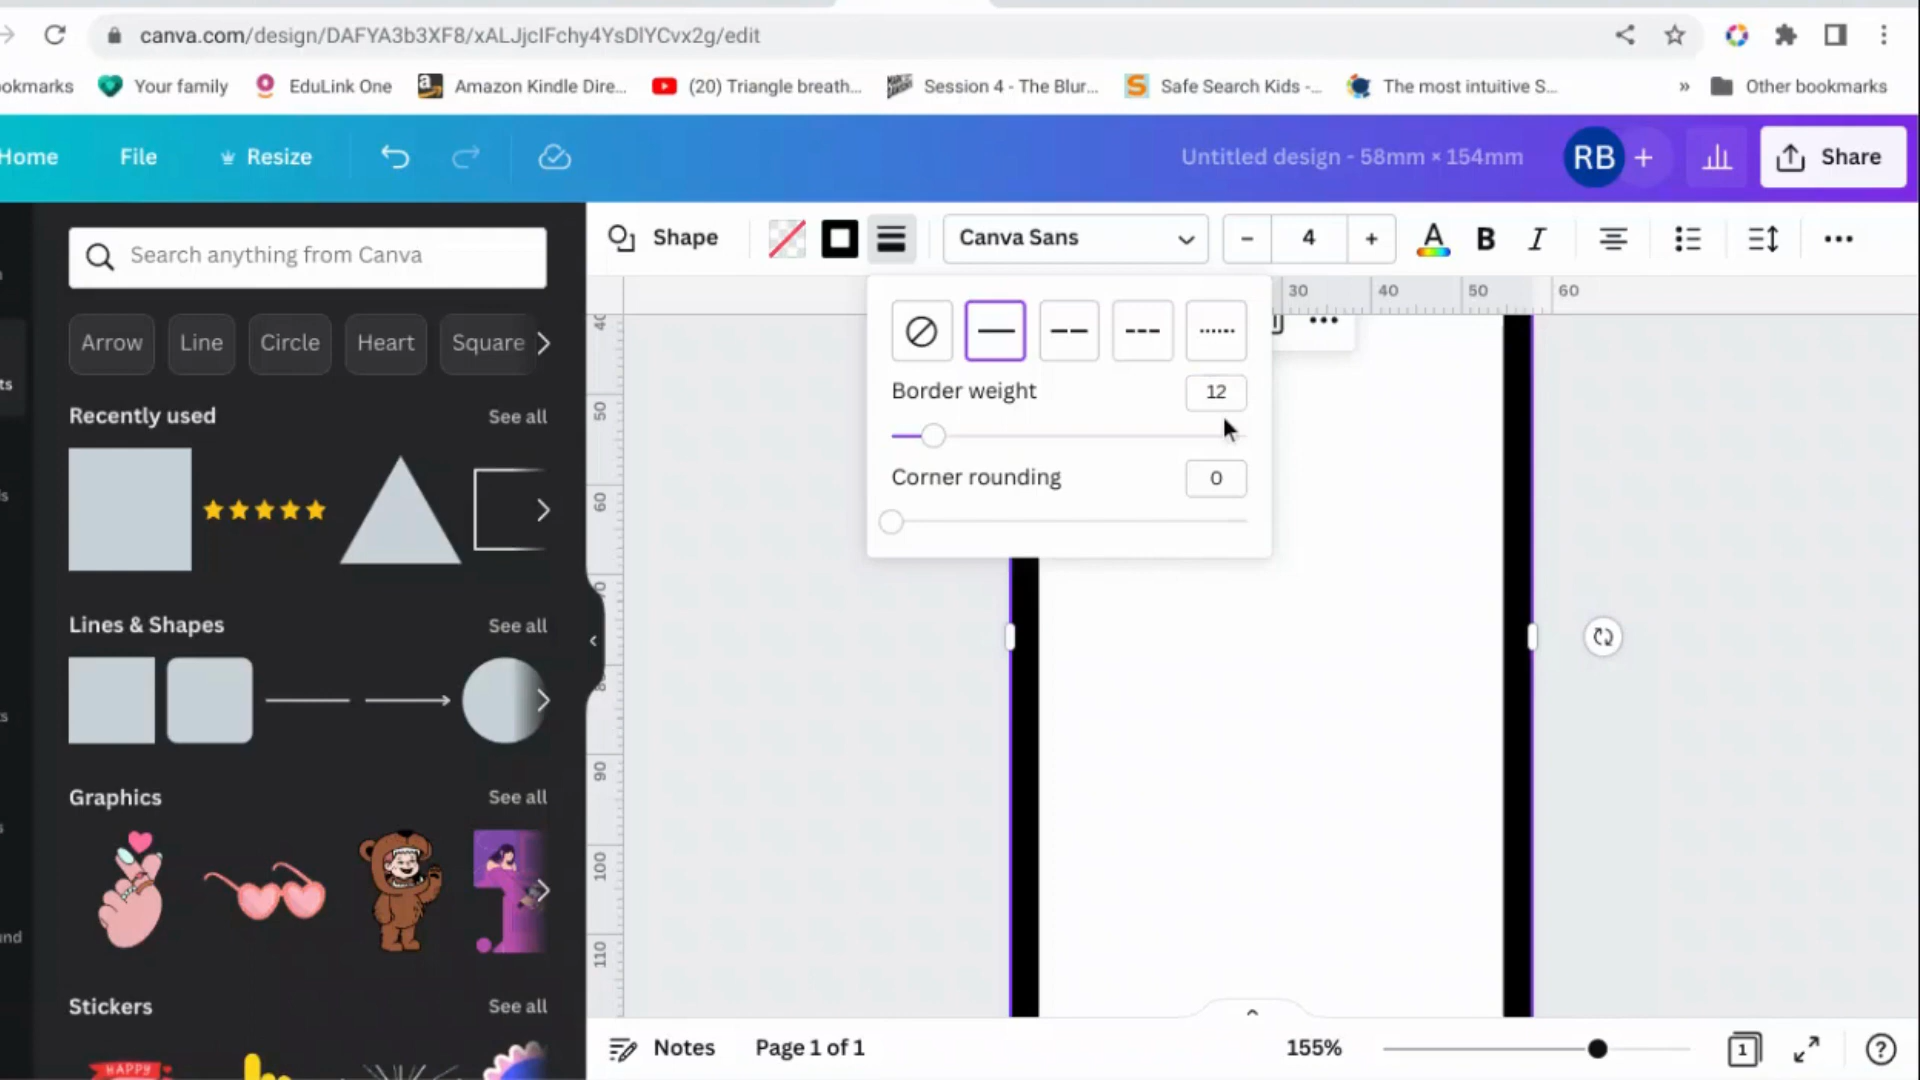 canva.com/design/DAFYA3b3XF8/xALJjcIFchy4YsDlYCvx2g/edit
ookmarks Your family EduLink One Amazon Kindle Dire... (20) Triangle breath... Session 4 - The Blur... Safe Search Kids -... The most intuitive S... » Other bookmarks
Home File Resize Untitled design - 58mm × 154mm RB + Share
Shape Canva Sans - 4 + A B I
Search anything from Canva
30 40 50 60
Arrow Line Circle Heart Square
ts
Border weight 12
Recently used See all
Corner rounding 0
50
60
Lines & Shapes See all
90
Graphics See all
100
110
nd
Stickers See all
HAPPY
Notes Page 1 of 1 155% 1 ?